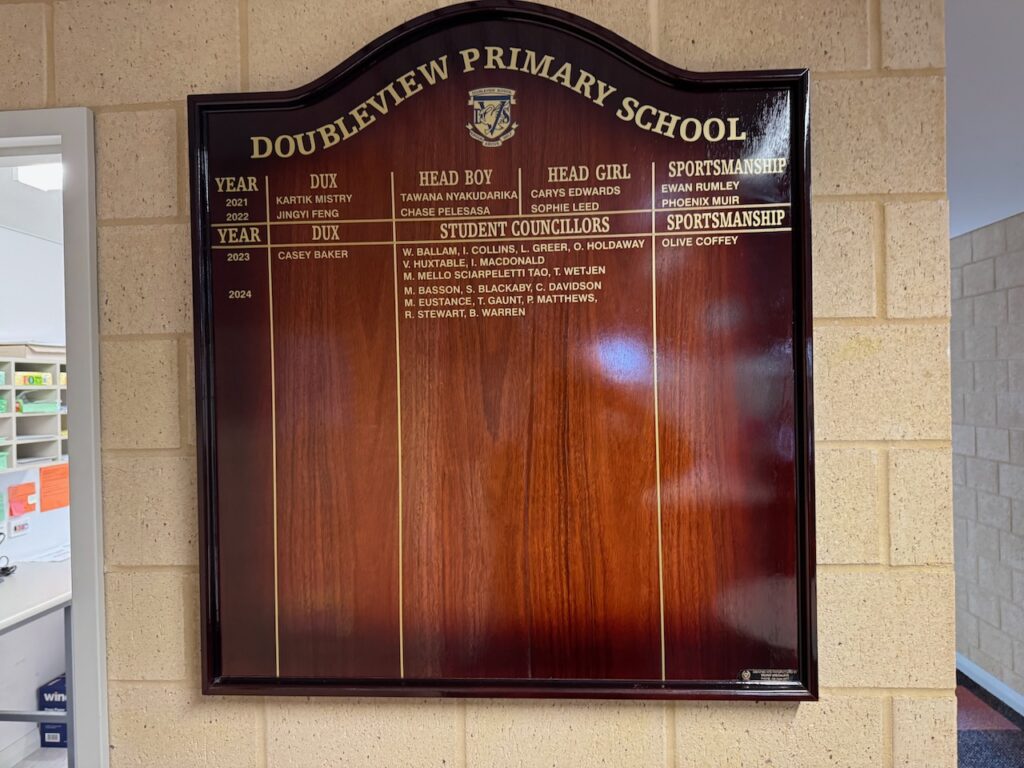 DOUBLEVIEW PRIMARY SCHOOL
YEAR DUX HEAD BOY HEAD GIRL SPORTSMANSHIP
2021 KARTIK MISTRY TAWANA NYAKUDARIKA CARYS EDWARDS EWAN RUMLEY
2022 JINGYI FENG CHASE PELESASA SOPHIE LEED PHOENIX MUIR
YEAR DUX STUDENT COUNCILLORS SPORTSMANSHIP
2023 CASEY BAKER W. BALLAM, I. COLLINS, L. GREER, O. HOLDAWAY OLIVE COFFEY
V. HUXTABLE, I. MACDONALD
M. MELLO SCIARPELETTI TAO, T. WETJEN
2024 M. BASSON, S. BLACKABY, C. DAVIDSON
M. EUSTANCE, T. GAUNT, P. MATTHEWS,
R. STEWART, B. WARREN